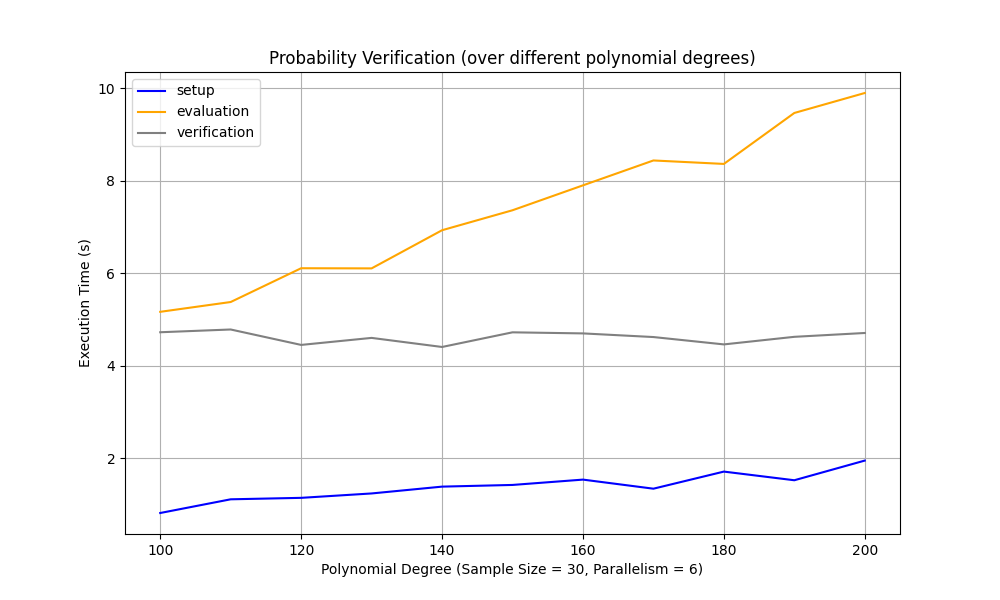 Probability Verification (over different polynomial degrees)
setup
evaluation
verification
Execution Time (s)
10
8
6
4
2
100 120 140 160 180 200
Polynomial Degree (Sample Size = 30, Parallelism = 6)